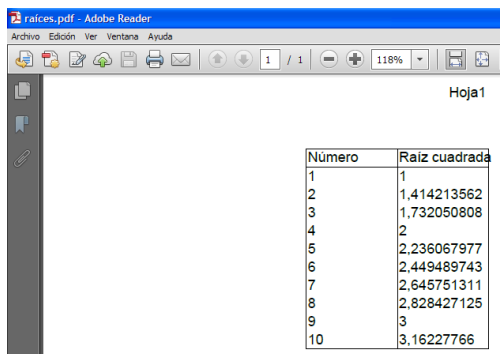 raíces.pdf - Adobe Reader
Archivo Edición Ver Ventana Ayuda
1 / 1 118%
Hoja1
Número Raíz cuadrada
1 1
2 1,414213562
3 1,732050808
4 2
5 2,236067977
6 2,449489743
7 2,645751311
8 2,828427125
9 3
10 3,16227766